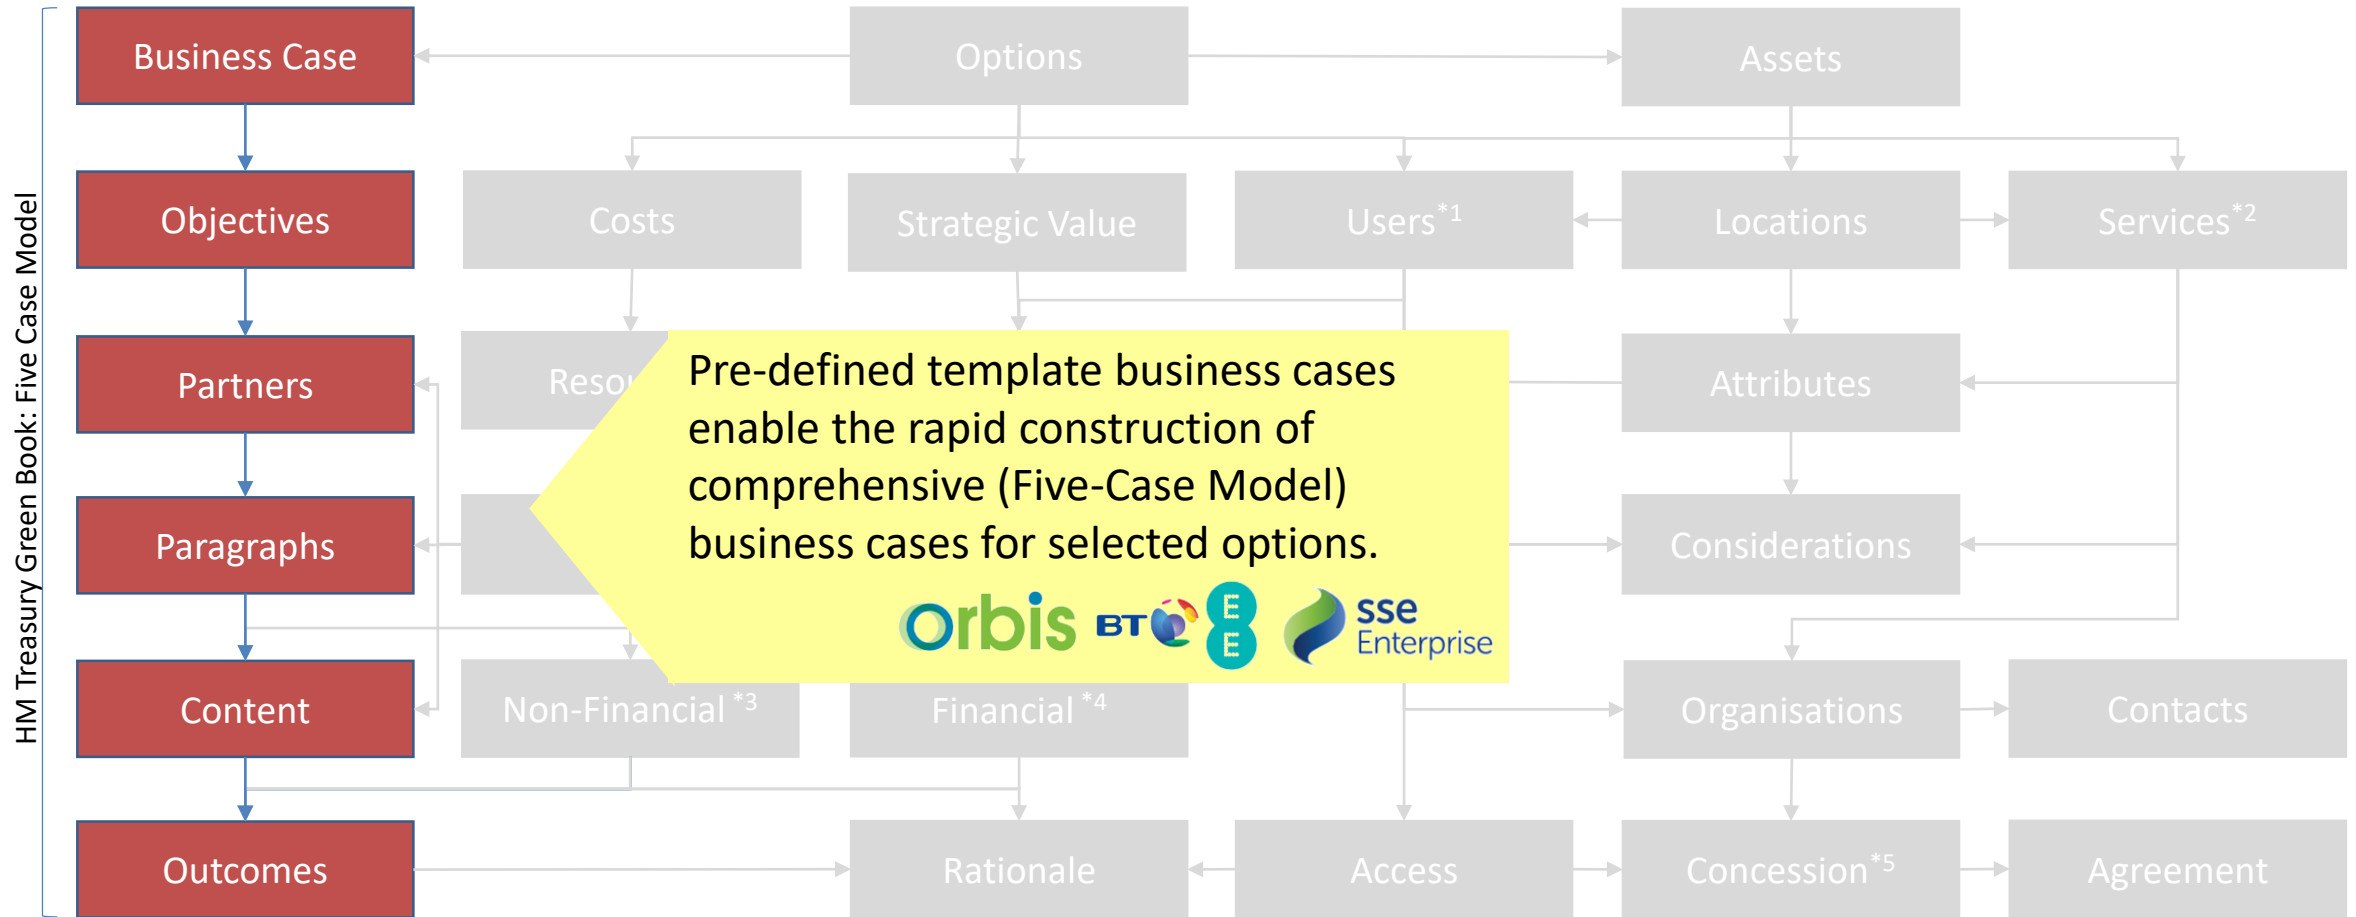 HM Treasury Green Book: Five Case Model
Business Case
Options
Assets
Objectives
Costs
Strategic Value
Users*1
Locations
Services*2
Partners
Attributes
Pre-defined template business cases
enable the rapid construction of
comprehensive (Five-Case Model)
business cases for selected options.
Orbis BT EE sse
Enterprise
Paragraphs
Considerations
Content
Non-Financial*3
Financial*4
Organisations
Contacts
Outcomes
Rationale
Access
Concession*5
Agreement